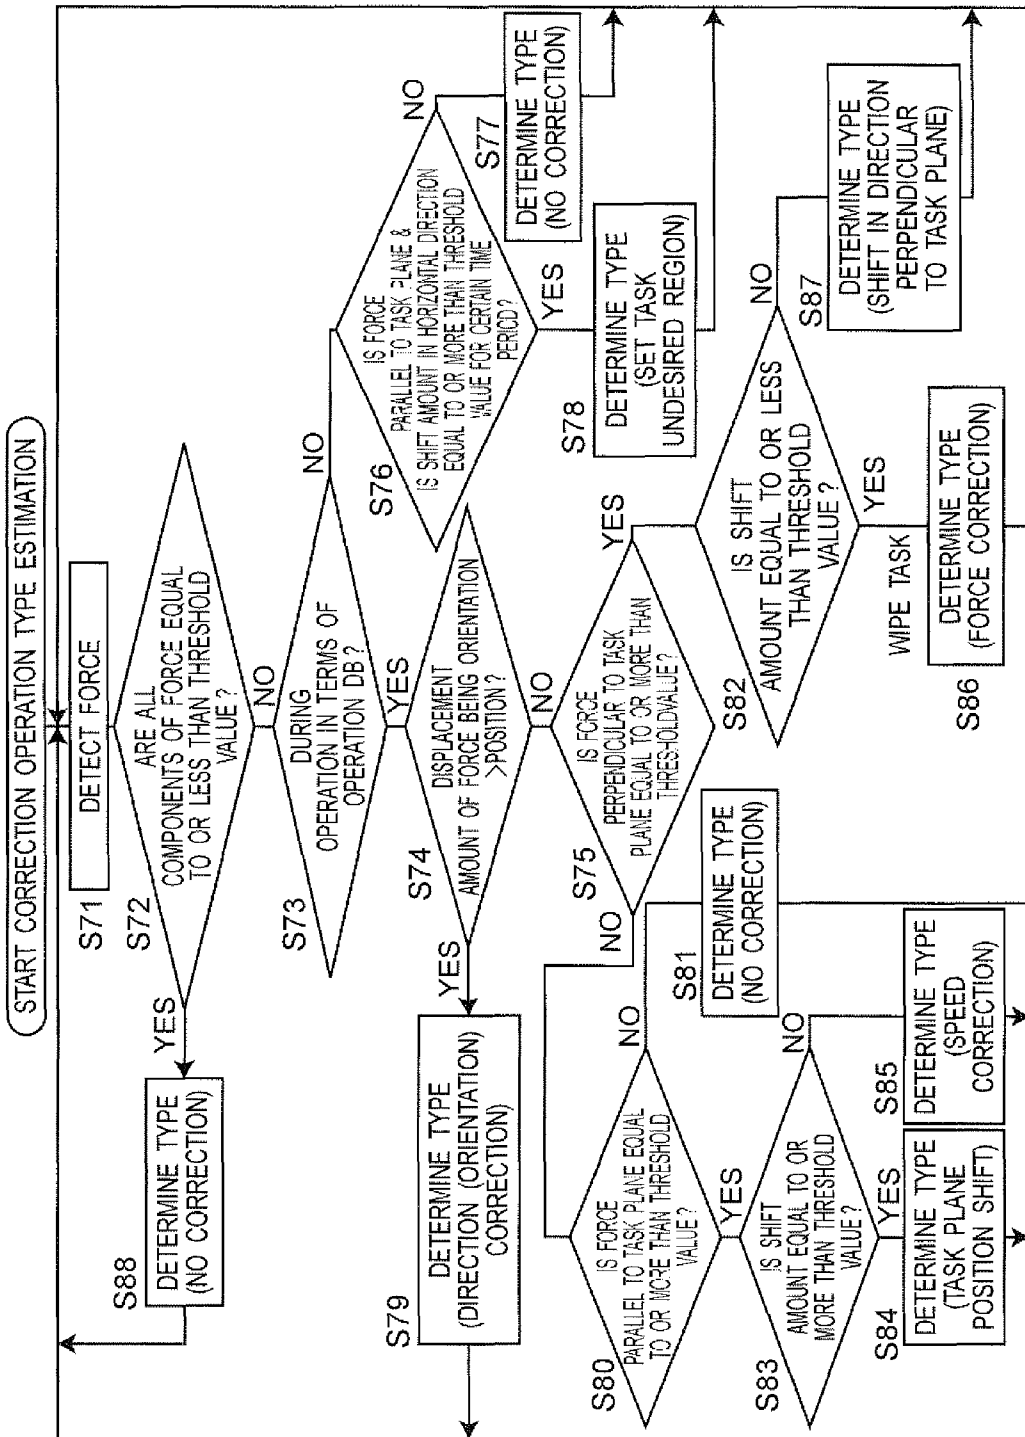 START CORRECTION OPERATION TYPE ESTIMATION
S71
DETECT FORCE
S72
ARE ALL
COMPONENTS OF FORCE EQUAL
TO OR LESS THAN THRESHOLD
VALUE ?
YES
NO
S88
DETERMINE TYPE
(NO CORRECTION)
S73
DURING
OPERATION IN TERMS OF
OPERATION DB ?
NO
YES
S76
IS FORCE
PARALLEL TO TASK PLANE &
IS SHIFT AMOUNT IN HORIZONTAL DIRECTION
EQUAL TO OR MORE THAN THRESHOLD
VALUE FOR CERTAIN TIME
PERIOD ?
NO
YES
S77
DETERMINE TYPE
(NO CORRECTION)
S78
DETERMINE TYPE
(SET TASK
UNDESIRED REGION)
S74
DISPLACEMENT
AMOUNT OF FORCE BEING ORIENTATION
>POSITION ?
YES
NO
S79
DETERMINE TYPE
(DIRECTION (ORIENTATION)
CORRECTION)
S75
IS FORCE
PERPENDICULAR TO TASK
PLANE EQUAL TO OR MORE THAN
THRESHOLDVALUE ?
NO
YES
S80
IS FORCE
PARALLEL TO TASK PLANE EQUAL
TO OR MORE THAN THRESHOLD
VALUE ?
NO
YES
S81
DETERMINE TYPE
(NO CORRECTION)
S82
IS SHIFT
AMOUNT EQUAL TO OR LESS
THAN THRESHOLD
VALUE ?
NO
YES
WIPE TASK
S87
DETERMINE TYPE
(SHIFT IN DIRECTION
PERPENDICULAR
TO TASK PLANE)
S86
DETERMINE TYPE
(FORCE CORRECTION)
S83
IS SHIFT
AMOUNT EQUAL TO OR
MORE THAN THRESHOLD
VALUE ?
NO
YES
S84
DETERMINE TYPE
(TASK PLANE
POSITION SHIFT)
S85
DETERMINE TYPE
(SPEED
CORRECTION)